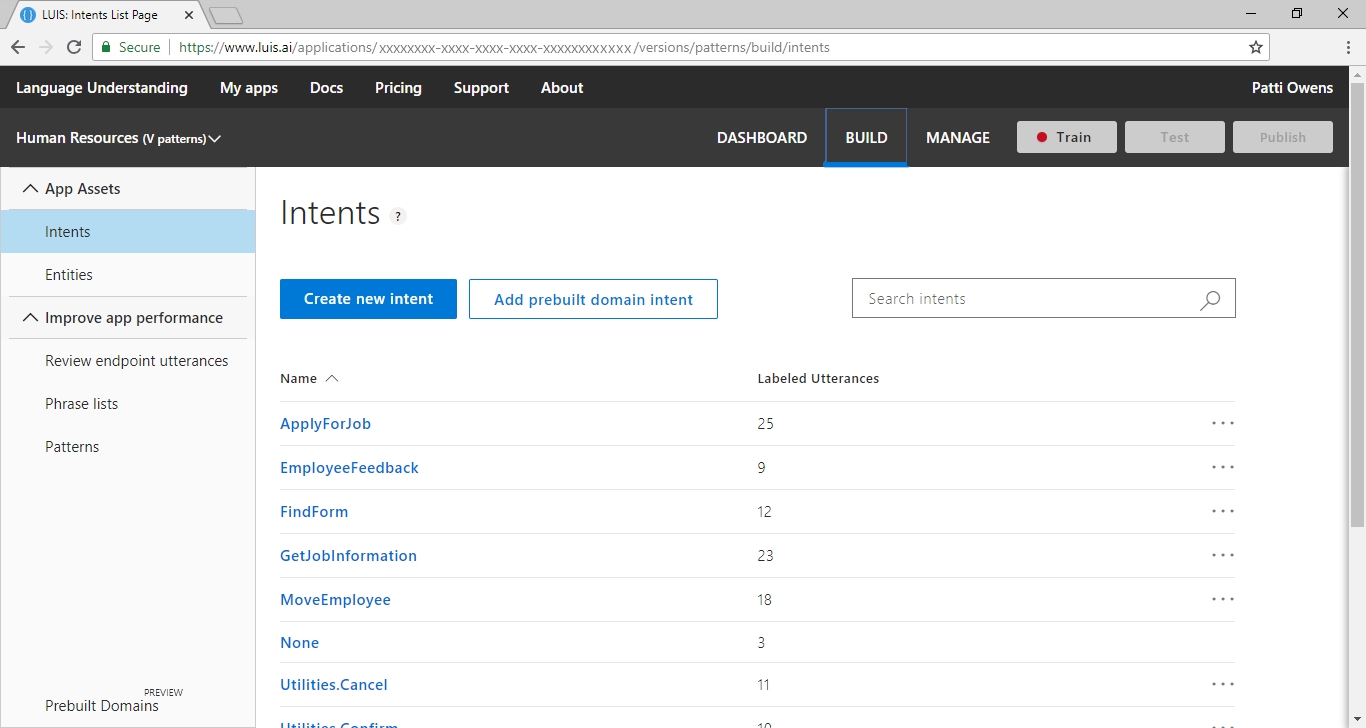 LUIS: Intents List Page
Secure https://www.luis.ai/applications/xxxxxxxx-xxxx-xxxx-xxxx-xxxxxxxxxxxx/versions/patterns/build/intents
Language Understanding My apps Docs Pricing Support About Patti Owens
Human Resources (V patterns) DASHBOARD BUILD MANAGE Train Test Publish
App Assets
Intents
Entities
Improve app performance
Review endpoint utterances
Phrase lists
Patterns
PREVIEW
Prebuilt Domains
Intents ?
Create new intent Add prebuilt domain intent Search intents
Name Labeled Utterances
ApplyForJob 25 ...
EmployeeFeedback 9 ...
FindForm 12 ...
GetJobInformation 23 ...
MoveEmployee 18 ...
None 3
Utilities.Cancel 11 ...
Utilities.Confirm 10